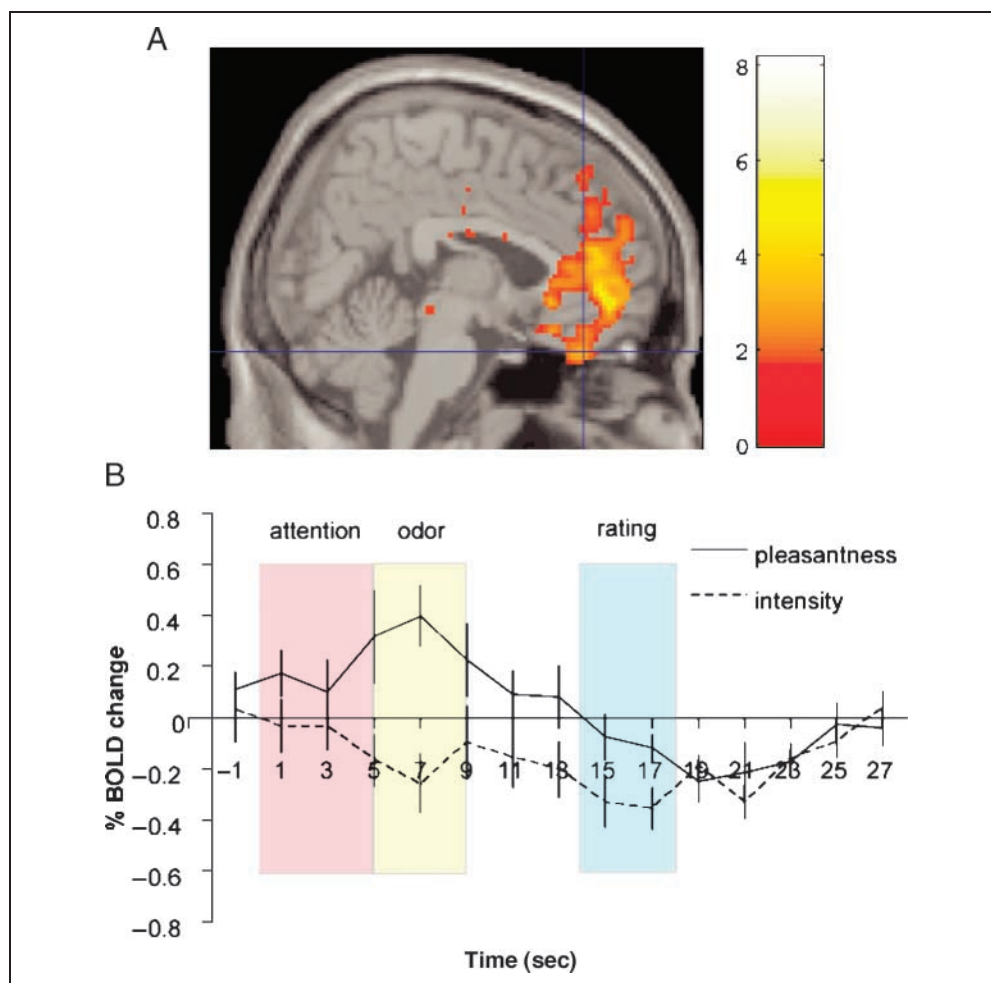 A
8
6
4
2
0
B
0.8
0.6
0.4
0.2
0
−0.2
−0.4
−0.6
−0.8
% BOLD change
attention odor rating
pleasantness
intensity
−1 1 3 5 7 9 11 13 15 17 19 21 23 25 27
Time (sec)